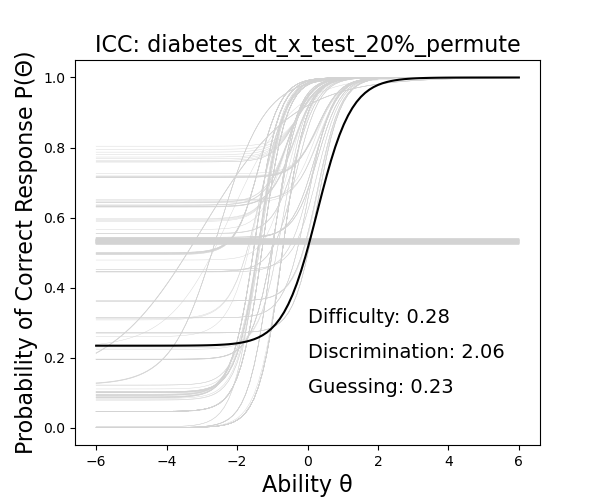 ICC: diabetes_dt_x_test_20%_permute
Probability of Correct Response P(Θ)
1.0
0.8
0.6
0.4
0.2
0.0
Difficulty: 0.28
Discrimination: 2.06
Guessing: 0.23
−6 −4 −2 0 2 4 6
Ability θ